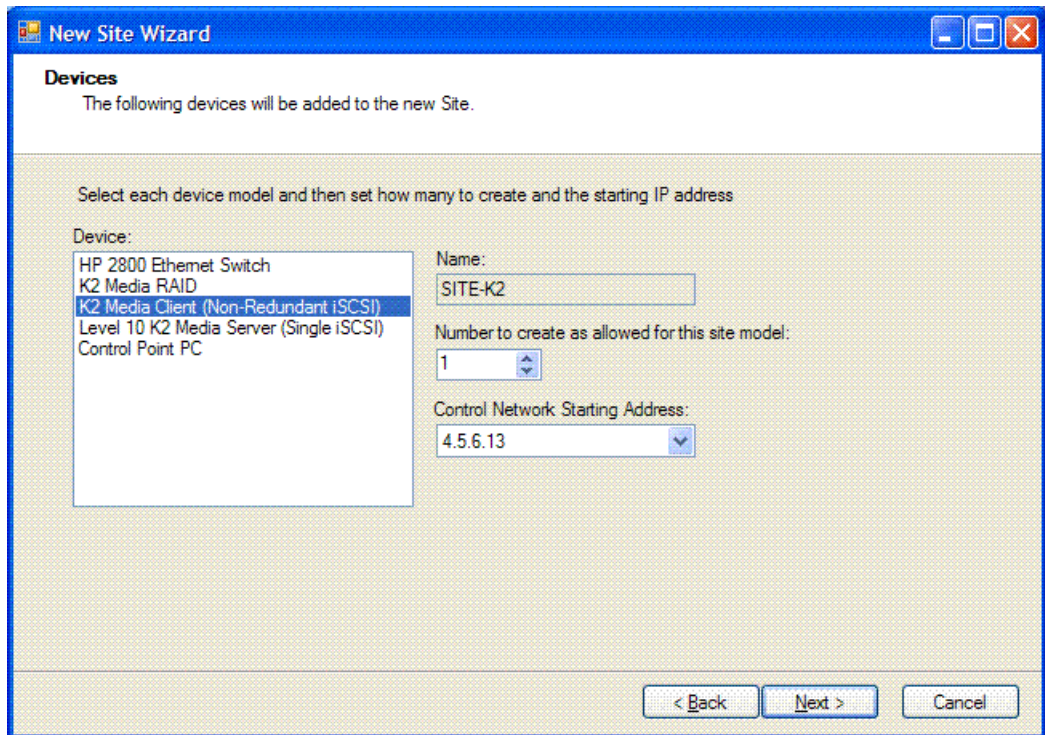 New Site Wizard
Devices
The following devices will be added to the new Site.
Select each device model and then set how many to create and the starting IP address
Device:
HP 2800 Ethernet Switch
K2 Media RAID
K2 Media Client (Non-Redundant iSCSI)
Level 10 K2 Media Server (Single iSCSI)
Control Point PC
Name:
SITE-K2
Number to create as allowed for this site model:
1
Control Network Starting Address:
4.5.6.13
< Back
Next >
Cancel